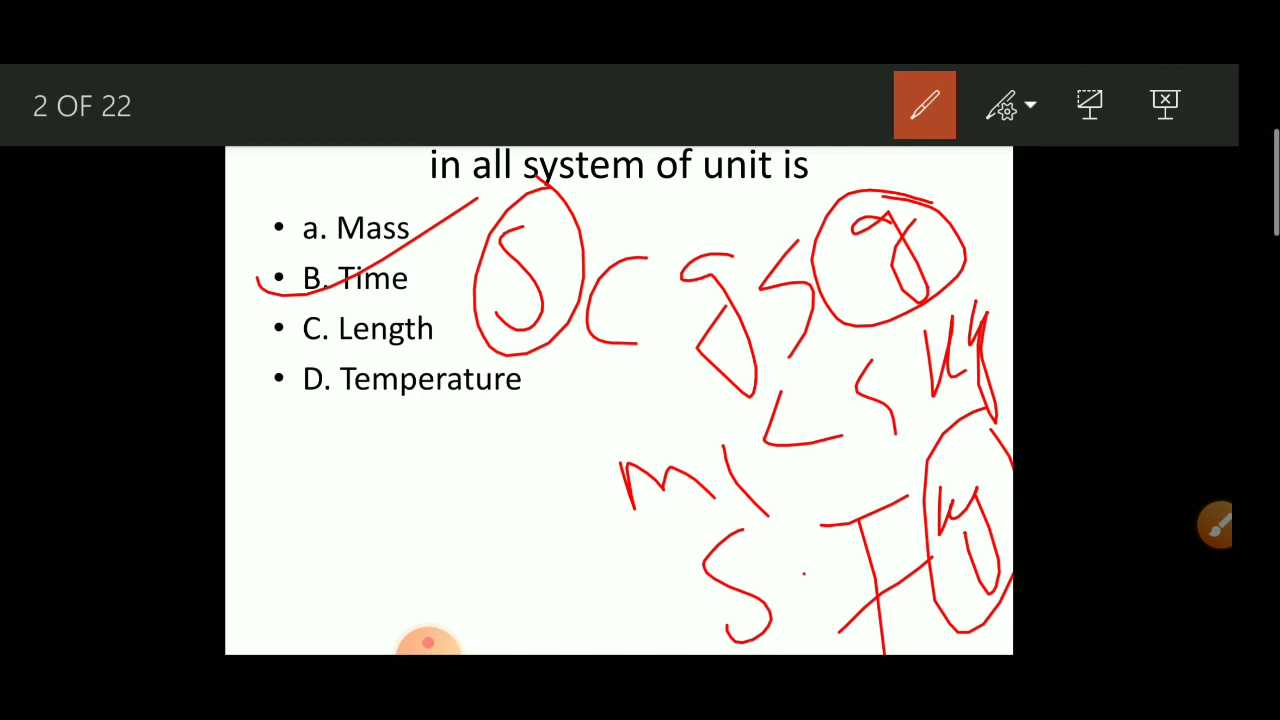 2 OF 22
in all system of unit is
• a. Mass
• B. Time
• C. Length
• D. Temperature
S
C g S g
S